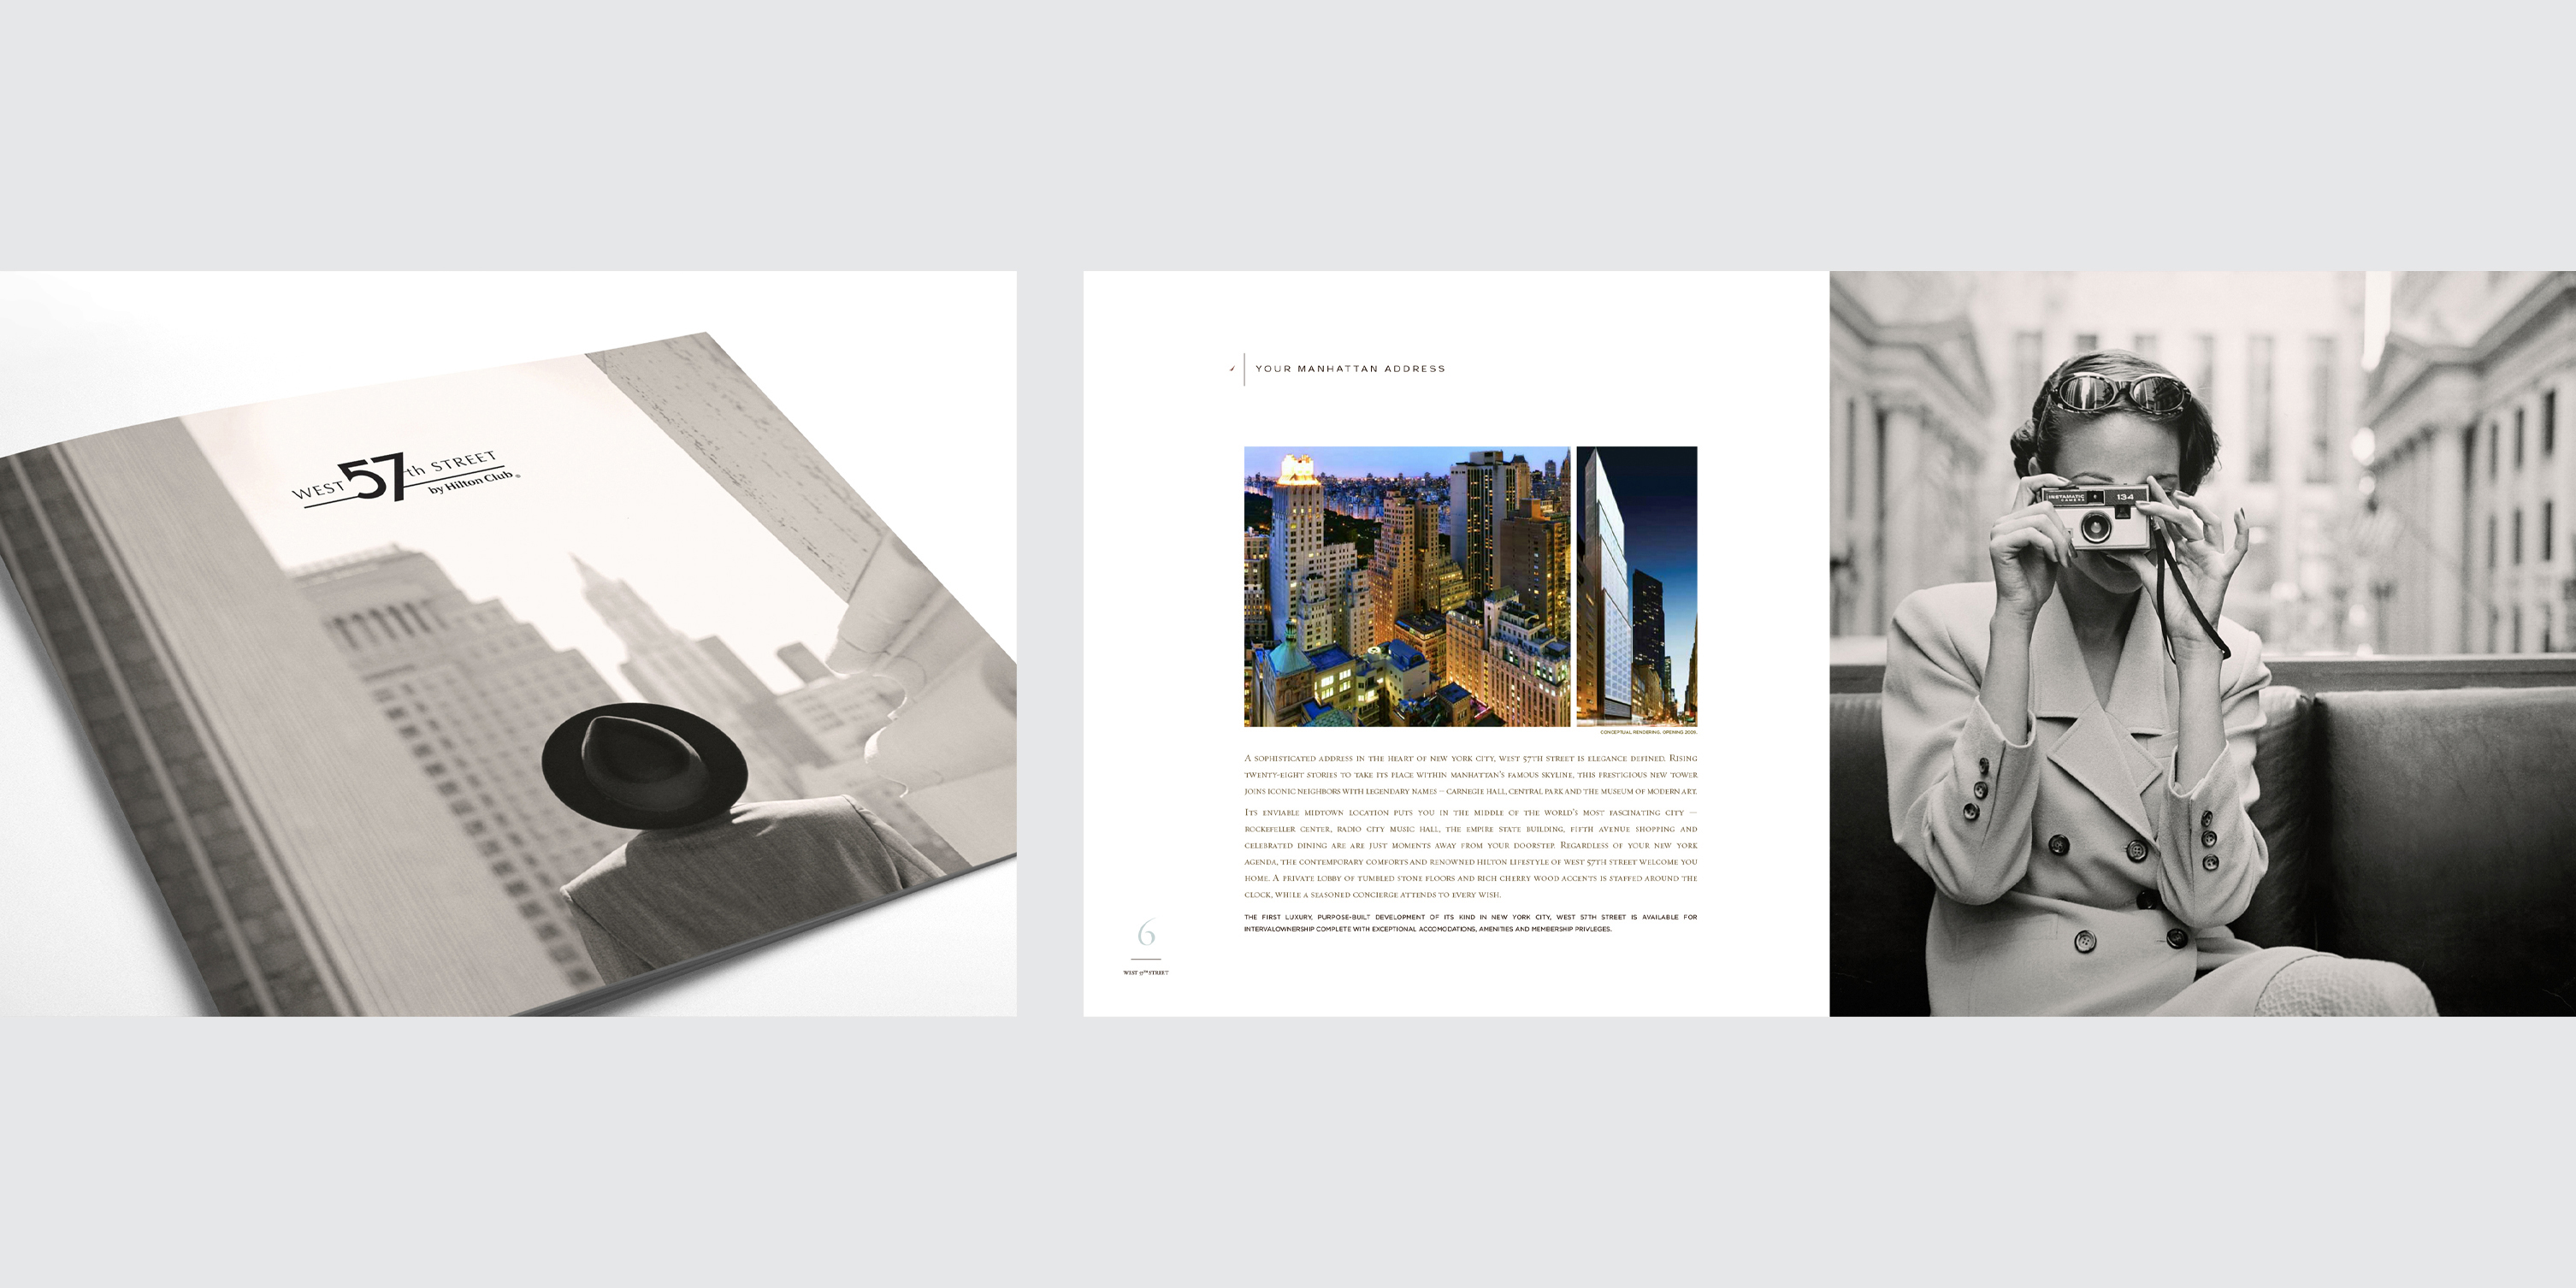 WEST 57th STREET
by Hilton Club®
YOUR MANHATTAN ADDRESS
INSTAMATIC
CAMERA
134
CONCEPTUAL RENDERING, OPENING 2009.
A SOPHISTICATED ADDRESS IN THE HEART OF NEW YORK CITY, WEST 57TH STREET IS ELEGANCE DEFINED. RISING
TWENTY-EIGHT STORIES TO TAKE ITS PLACE WITHIN MANHATTAN'S FAMOUS SKYLINE, THIS PRESTIGIOUS NEW TOWER
JOINS ICONIC NEIGHBORS WITH LEGENDARY NAMES – CARNEGIE HALL, CENTRAL PARK AND THE MUSEUM OF MODERN ART.
ITS ENVIABLE MIDTOWN LOCATION PUTS YOU IN THE MIDDLE OF THE WORLD'S MOST FASCINATING CITY –
ROCKEFELLER CENTER, RADIO CITY MUSIC HALL, THE EMPIRE STATE BUILDING, FIFTH AVENUE SHOPPING AND
CELEBRATED DINING ARE ARE JUST MOMENTS AWAY FROM YOUR DOORSTEP. REGARDLESS OF YOUR NEW YORK
AGENDA, THE CONTEMPORARY COMFORTS AND RENOWNED HILTON LIFESTYLE OF WEST 57TH STREET WELCOME YOU
HOME. A PRIVATE LOBBY OF TUMBLED STONE FLOORS AND RICH CHERRY WOOD ACCENTS IS STAFFED AROUND THE
CLOCK, WHILE A SEASONED CONCIERGE ATTENDS TO EVERY WISH.
THE FIRST LUXURY, PURPOSE-BUILT DEVELOPMENT OF ITS KIND IN NEW YORK CITY, WEST 57TH STREET IS AVAILABLE FOR
INTERVALOWNERSHIP COMPLETE WITH EXCEPTIONAL ACCOMODATIONS, AMENITIES AND MEMBERSHIP PRIVLEGES.
6
WEST 57TH STREET